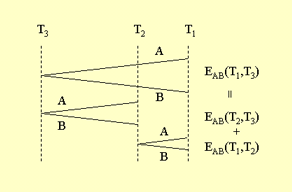 T3 T2 T1
A
B
EAB(T1,T3)
=
A
B
EAB(T2,T3)
+
A
B
EAB(T1,T2)